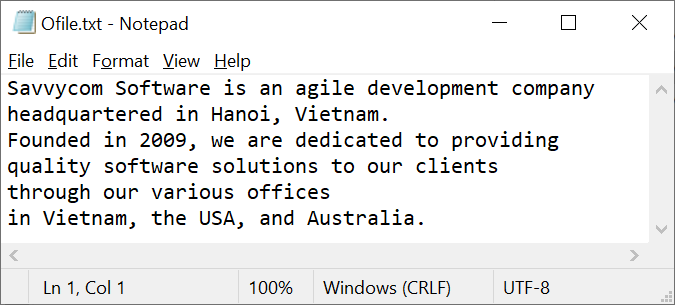 Ofile.txt - Notepad
File Edit Format View Help
Savvycom Software is an agile development company
headquartered in Hanoi, Vietnam.
Founded in 2009, we are dedicated to providing
quality software solutions to our clients
through our various offices
in Vietnam, the USA, and Australia.
Ln 1, Col 1 100% Windows (CRLF) UTF-8